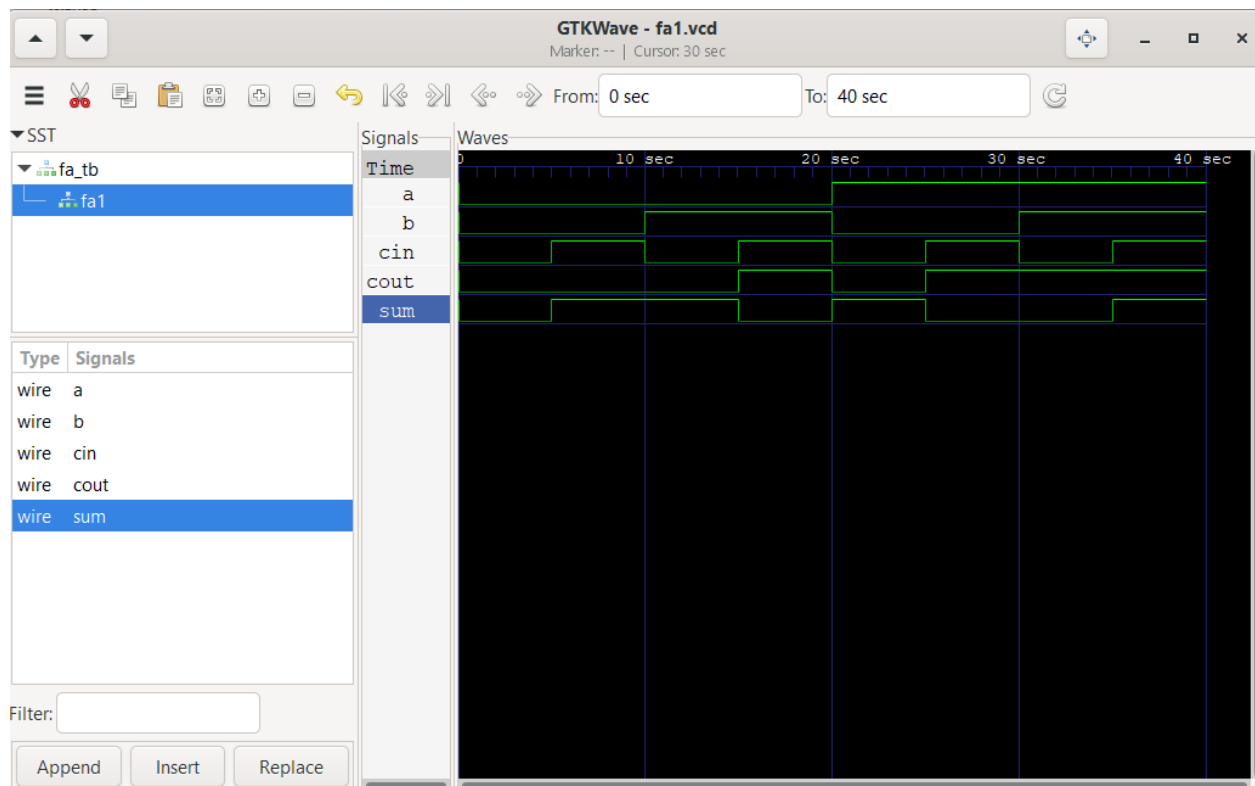 GTKWave - fa1.vcd
Marker: -- | Cursor: 30 sec
From: 0 sec To: 40 sec
SST
fa_tb
fa1
Type Signals
wire a
wire b
wire cin
wire cout
wire sum
Filter:
Append Insert Replace
Signals
Time
a
b
cin
cout
sum
Waves
0 10 sec 20 sec 30 sec 40 sec